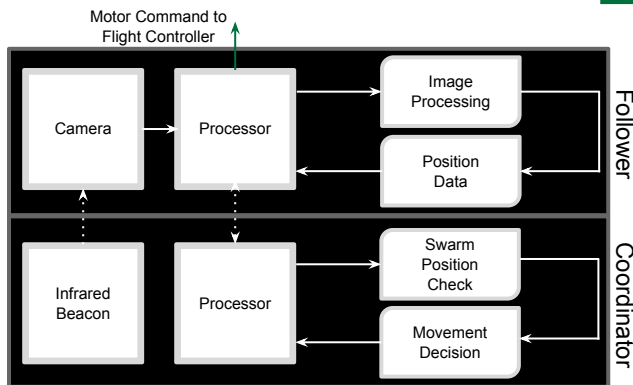 Motor Command to
Flight Controller
Camera
Processor
Image
Processing
Position
Data
Follower
Infrared
Beacon
Processor
Swarm
Position
Check
Movement
Decision
Coordinator